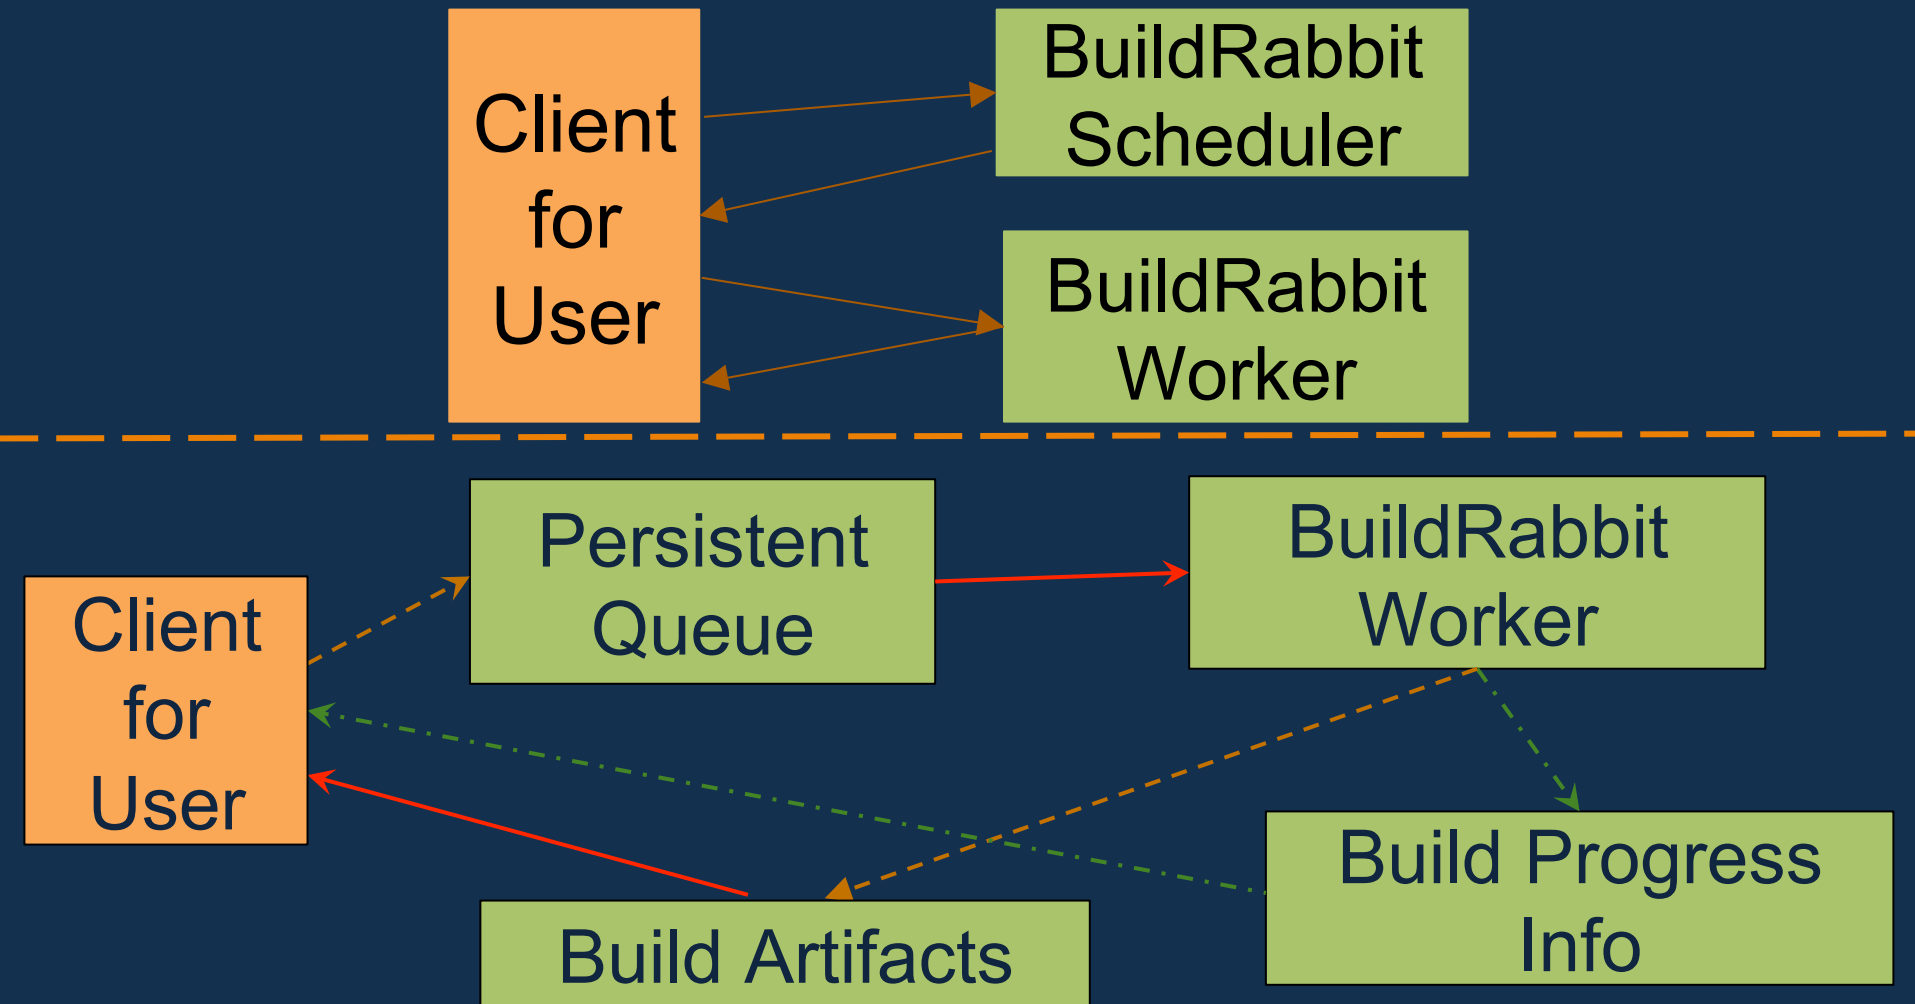 Client
for
User
BuildRabbit
Scheduler
BuildRabbit
Worker
Client
for
User
Persistent
Queue
BuildRabbit
Worker
Build Artifacts
Build Progress
Info